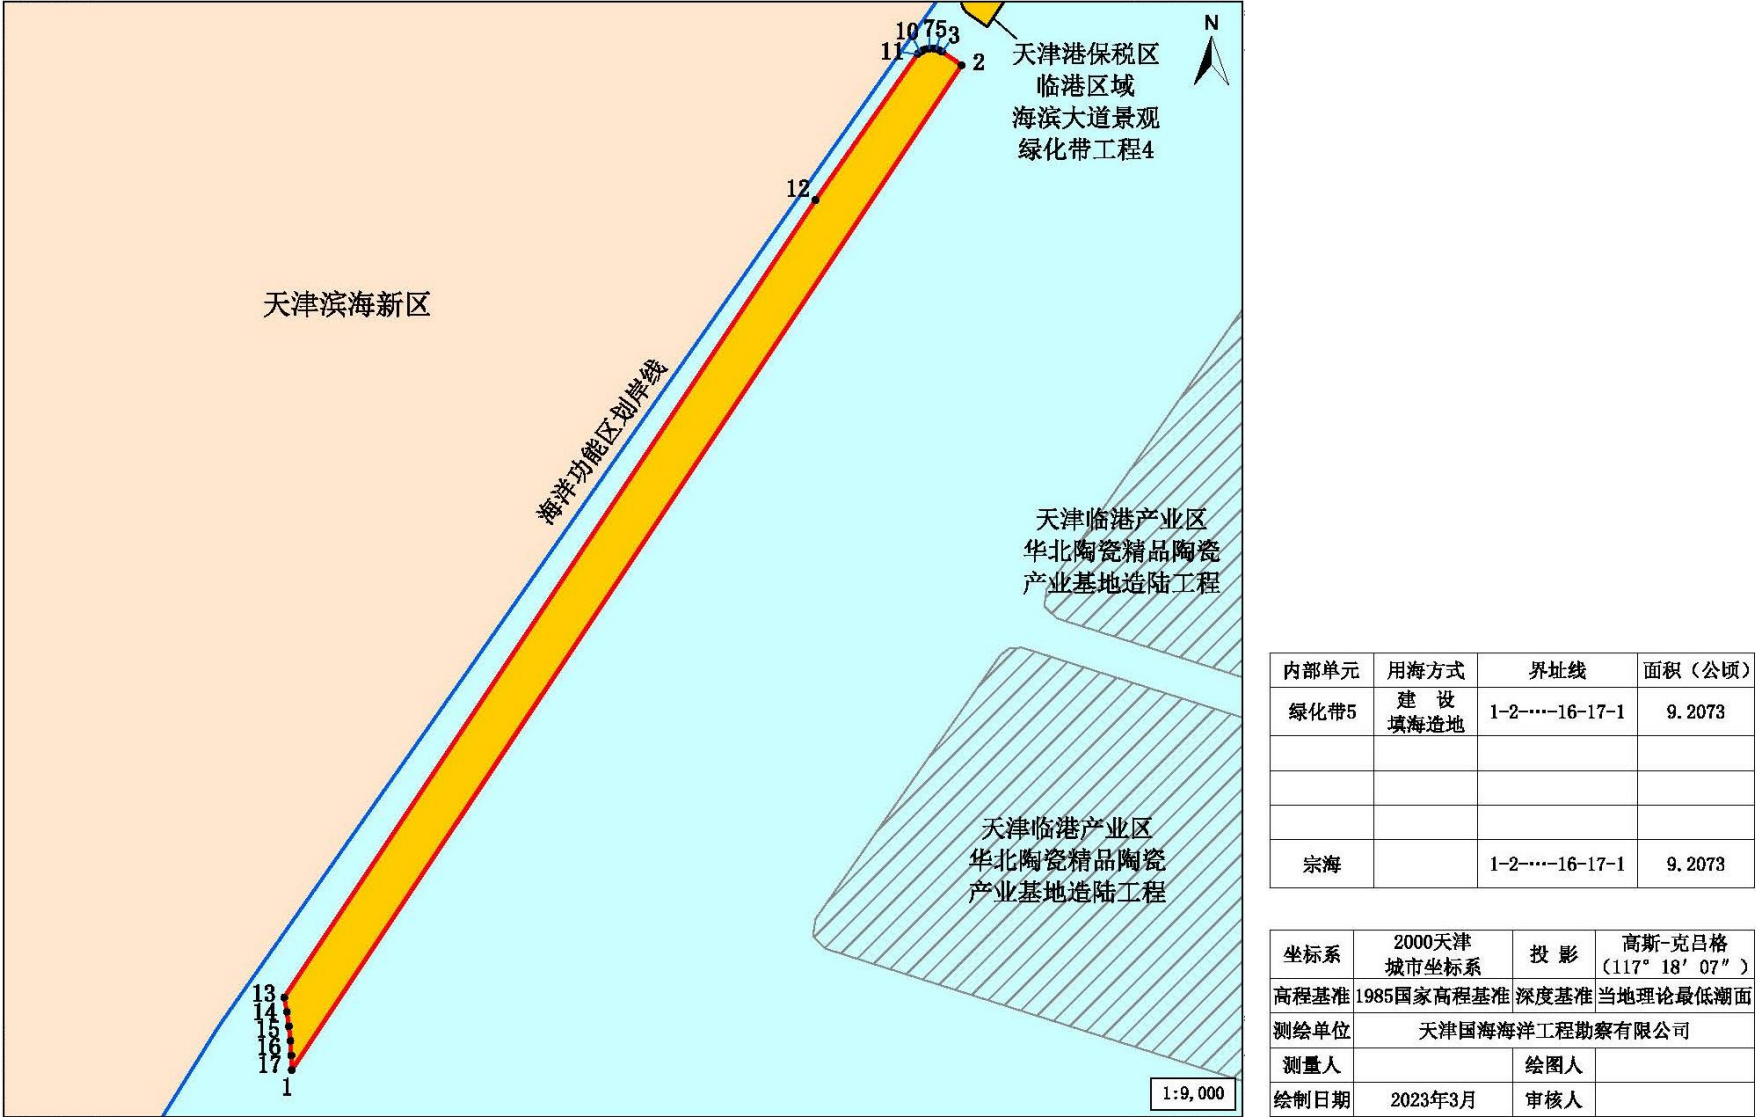 N
10 7 5 3
11
2
天津港保税区
临港区域
海滨大道景观
绿化带工程4
12
天津滨海新区
海洋功能区划岸线
天津临港产业区
华北陶瓷精品陶瓷
产业基地造陆工程
天津临港产业区
华北陶瓷精品陶瓷
产业基地造陆工程
13
14
15
16
17
1
1:9,000
内部单元 用海方式 界址线 面积（公顷）
绿化带5 建 设 填海造地 1-2-…-16-17-1 9.2073
宗海 1-2-…-16-17-1 9.2073
坐标系 2000天津城市坐标系 投 影 高斯-克吕格（117° 18′ 07″）
高程基准 1985国家高程基准 深度基准 当地理论最低潮面
测绘单位 天津国海海洋工程勘察有限公司
测量人 绘图人
绘制日期 2023年3月 审核人